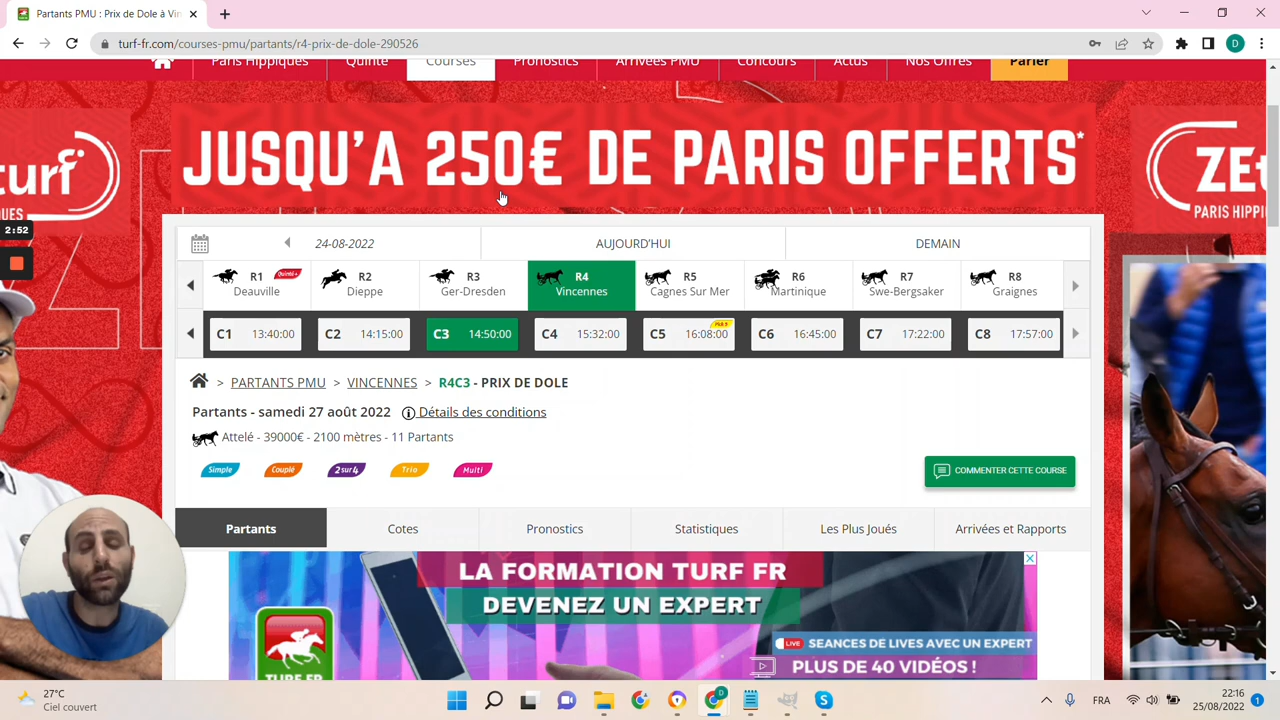 Partants PMU : Prix de Dole à Vin
turf-fr.com/courses-pmu/partants/r4-prix-de-dole-290526
D
Paris Hippiques Quinté Courses Pronostics Arrivées PMU Concours Actus Nos Offres Parier
JUSQU'A 250€ DE PARIS OFFERTS*
turf
ZEt
PARIS HIPPI
2:52
24-08-2022 AUJOURD'HUI DEMAIN
R1 Quinté+ R2 R3 R4 R5 R6 R7 R8
Deauville Dieppe Ger-Dresden Vincennes Cagnes Sur Mer Martinique Swe-Bergsaker Graignes
C1 13:40:00 C2 14:15:00 C3 14:50:00 C4 15:32:00 C5 16:08:00 C6 16:45:00 C7 17:22:00 C8 17:57:00
> PARTANTS PMU > VINCENNES > R4C3 - PRIX DE DOLE
Partants - samedi 27 août 2022 Détails des conditions
Attelé - 39000€ - 2100 mètres - 11 Partants
Simple Couplé 2sur4 Trio Multi
COMMENTER CETTE COURSE
Partants Cotes Pronostics Statistiques Les Plus Joués Arrivées et Rapports
LA FORMATION TURF FR
DEVENEZ UN EXPERT
LIVE SEANCES DE LIVES AVEC UN EXPERT
PLUS DE 40 VIDÉOS !
TURF FR
27°C
Ciel couvert
D
FRA
22:16
25/08/2022
1